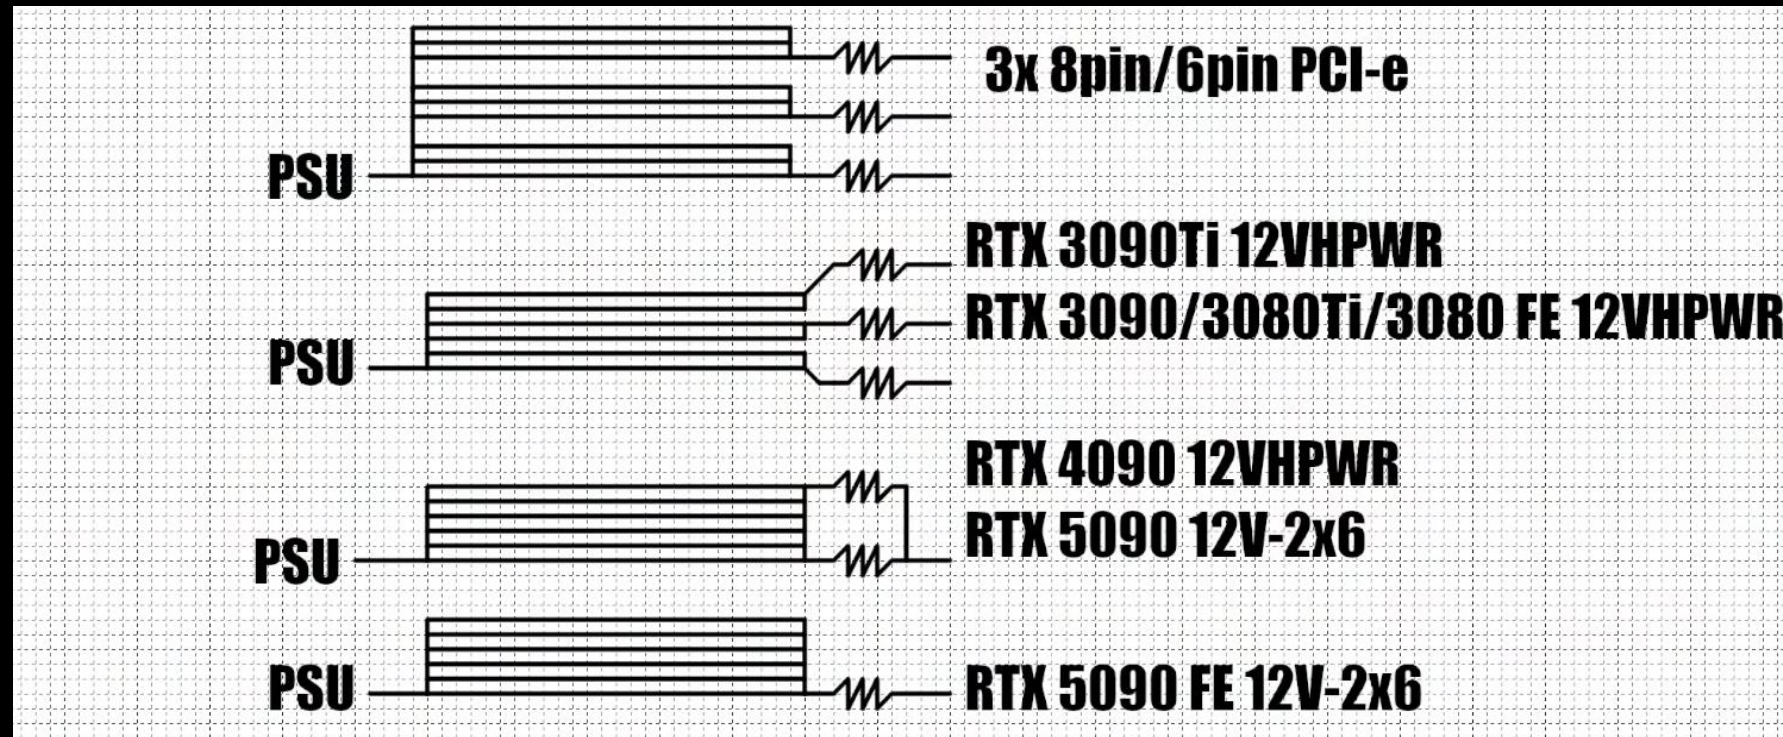 3x 8pin/6pin PCI-e
PSU
RTX 3090Ti 12VHPWR
RTX 3090/3080Ti/3080 FE 12VHPWR
PSU
RTX 4090 12VHPWR
RTX 5090 12V-2x6
PSU
PSU
RTX 5090 FE 12V-2x6